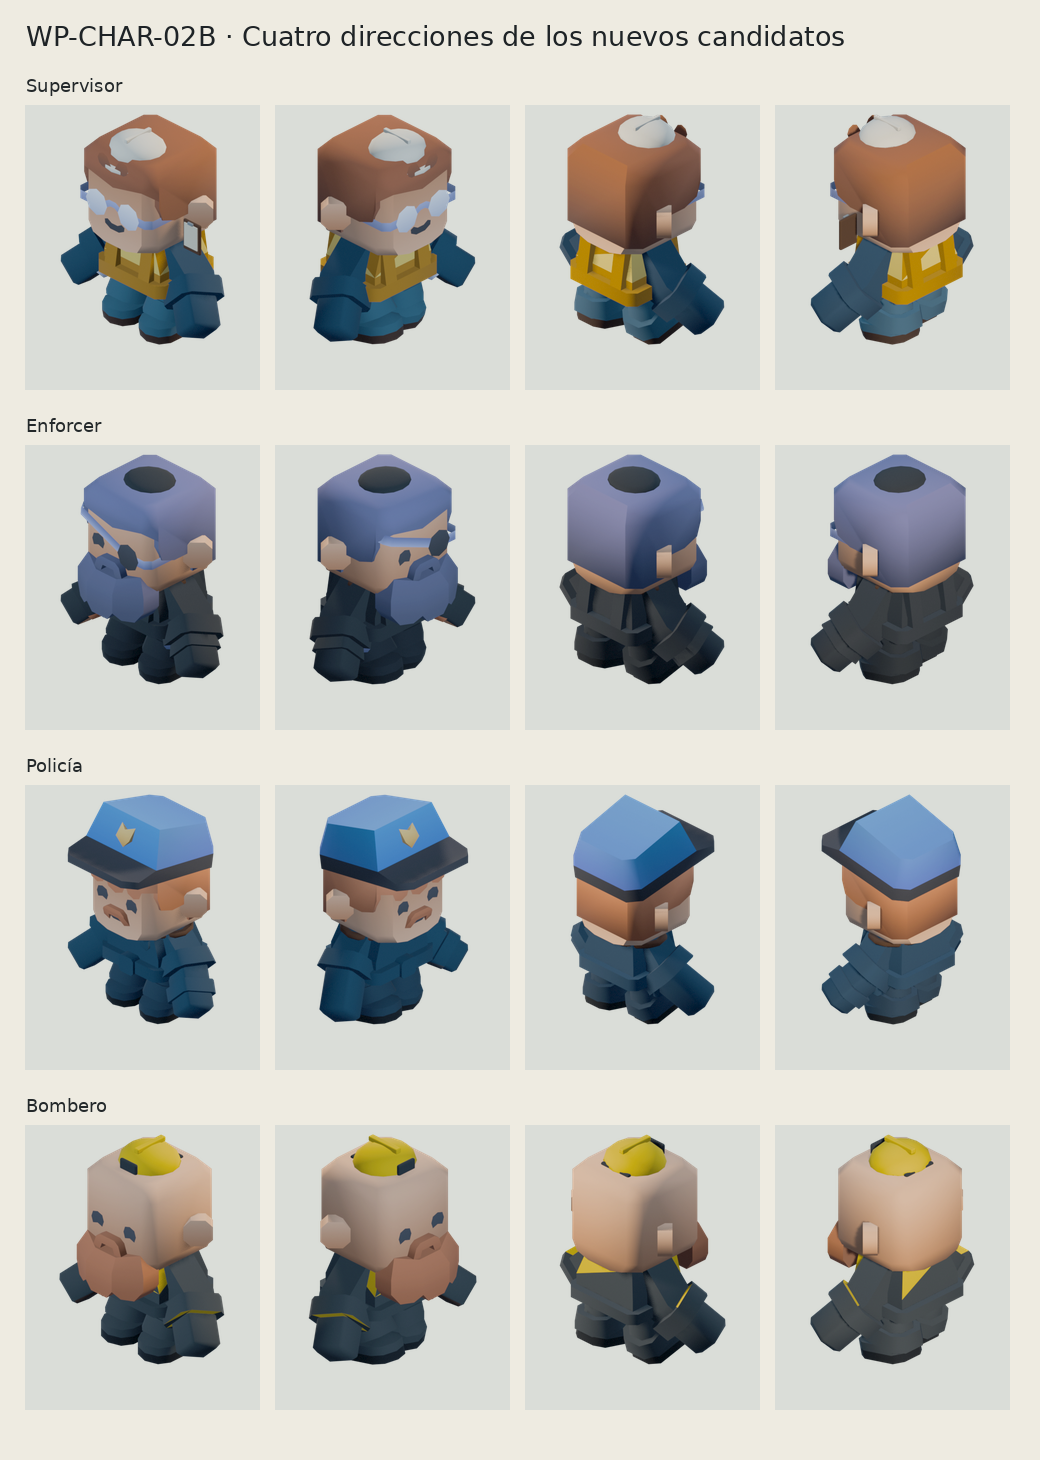 WP-CHAR-02B · Cuatro direcciones de los nuevos candidatos
Supervisor
Enforcer
Policía
Bombero